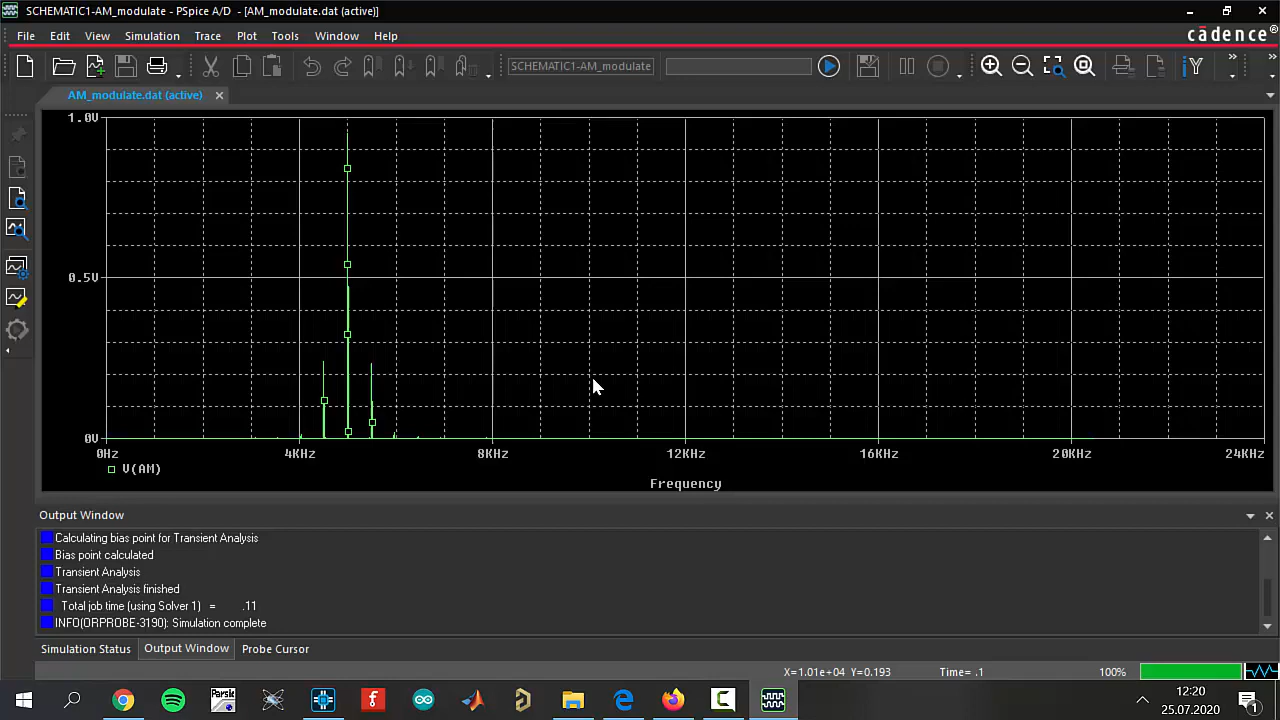 SCHEMATIC1-AM_modulate - PSpice A/D - [AM_modulate.dat (active)]
File Edit View Simulation Trace Plot Tools Window Help
cādence®
SCHEMATIC1-AM_modulate
AM_modulate.dat (active)
1.0V
0.5V
0V
0Hz 4KHz 8KHz 12KHz 16KHz 20KHz 24KHz
V(AM)
Frequency
Output Window
Calculating bias point for Transient Analysis
Bias point calculated
Transient Analysis
Transient Analysis finished
Total job time (using Solver 1) = .11
INFO(ORPROBE-3190): Simulation complete
Simulation Status Output Window Probe Cursor
X=1.01e+04 Y=0.193 Time= .1 100%
Parsik
12:20
25.07.2020
1